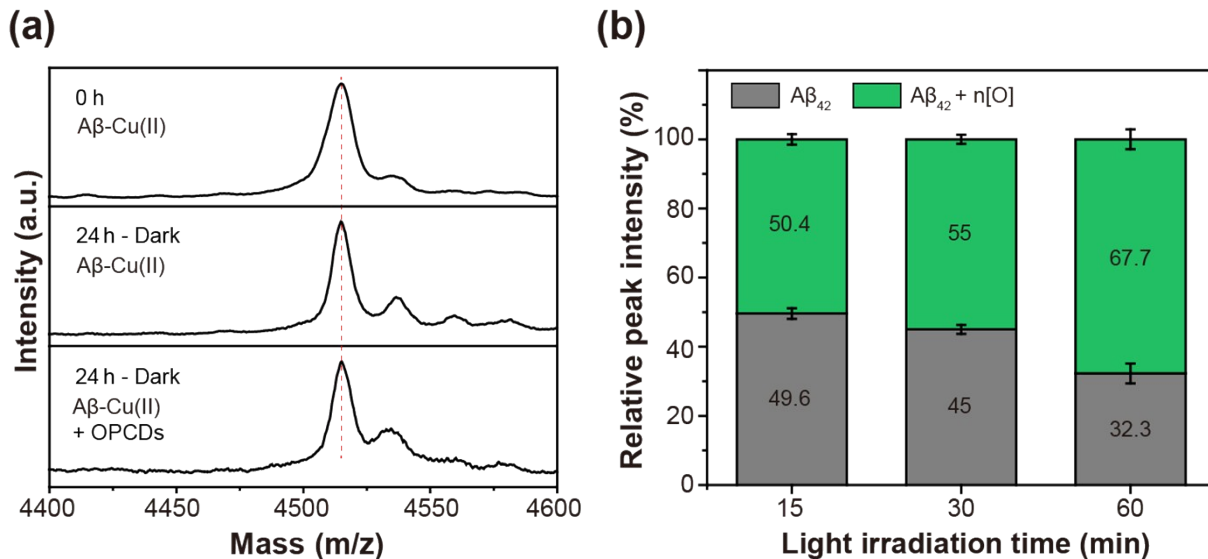 (a)
0 h
Aβ-Cu(II)
24 h - Dark
Aβ-Cu(II)
24 h - Dark
Aβ-Cu(II)
+ OPCDs
Intensity (a.u.)
4400 4450 4500 4550 4600
Mass (m/z)
(b)
Aβ₄₂ Aβ₄₂ + n[O]
Relative peak intensity (%)
100
80
60
40
20
0
50.4 55 67.7
49.6 45 32.3
15 30 60
Light irradiation time (min)